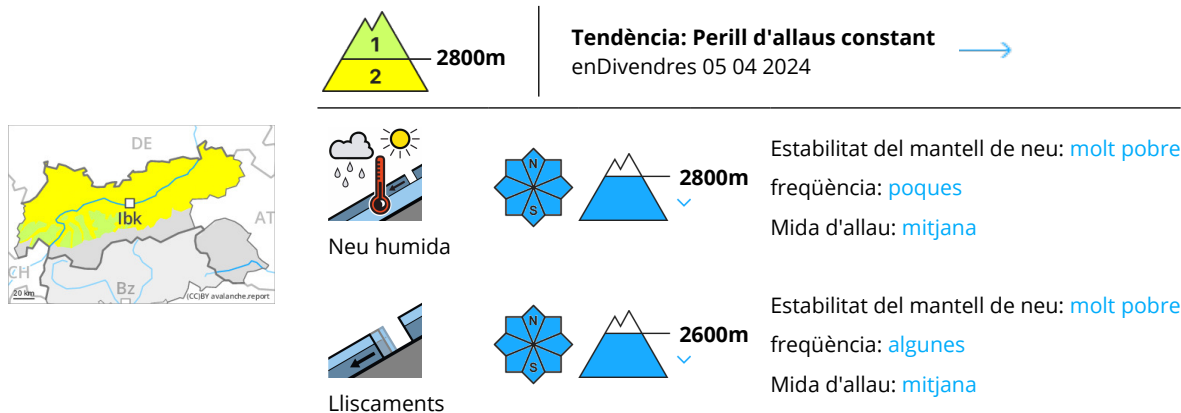 1
2
2800m
Tendència: Perill d'allaus constant
enDivendres 05 04 2024
DE
Ibk
AT
CH
Bz
20 km
(CC)BY avalanche.report
Neu humida
N
S
2800m
Estabilitat del mantell de neu: molt pobre
freqüència: poques
Mida d'allau: mitjana
Lliscaments
N
S
2600m
Estabilitat del mantell de neu: molt pobre
freqüència: algunes
Mida d'allau: mitjana